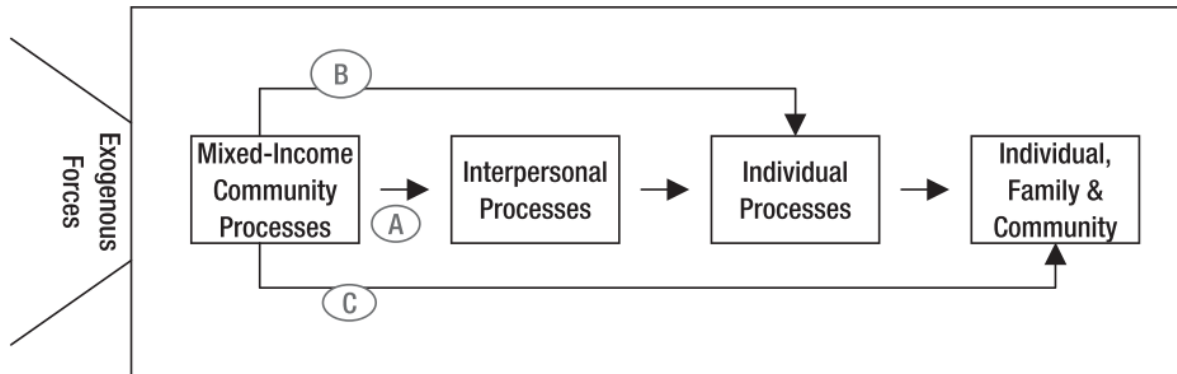 Exogenous
Forces
B
Mixed-Income
Community
Processes
A
Interpersonal
Processes
Individual
Processes
Individual,
Family &
Community
C